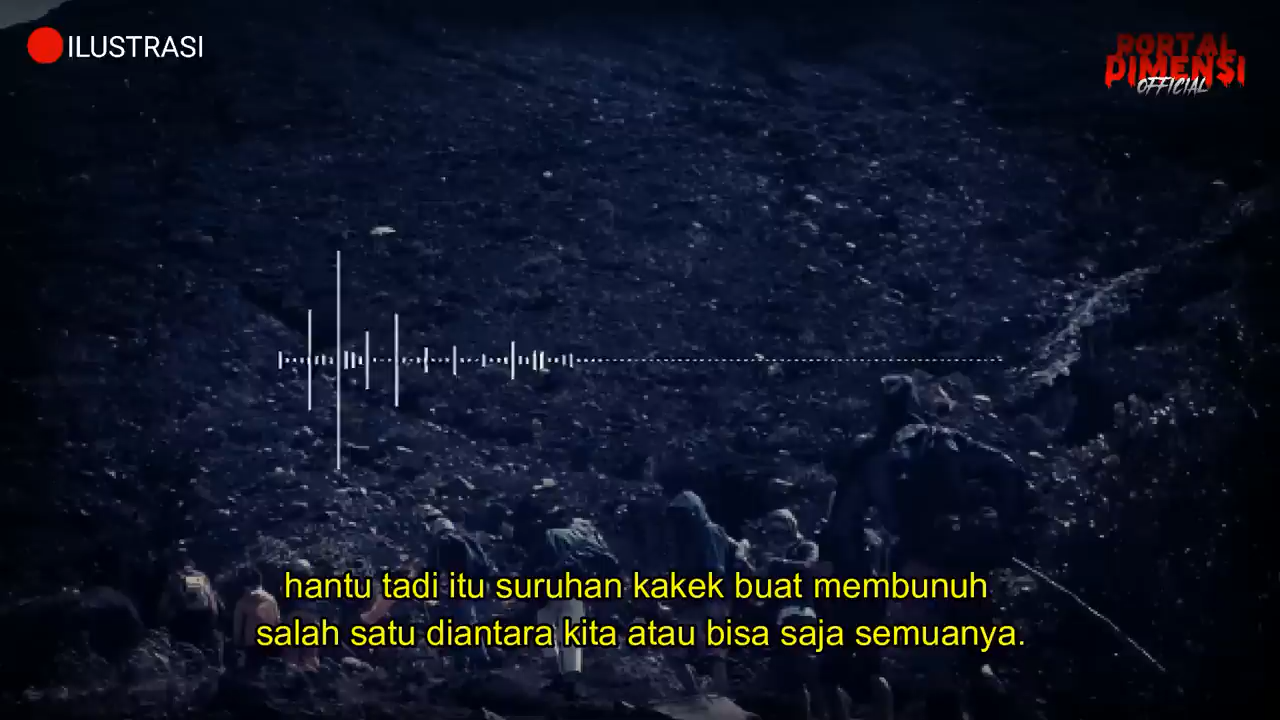 ILUSTRASI
PORTAL
DIMENSI
OFFICIAL
hantu tadi itu suruhan kakek buat membunuh
salah satu diantara kita atau bisa saja semuanya.